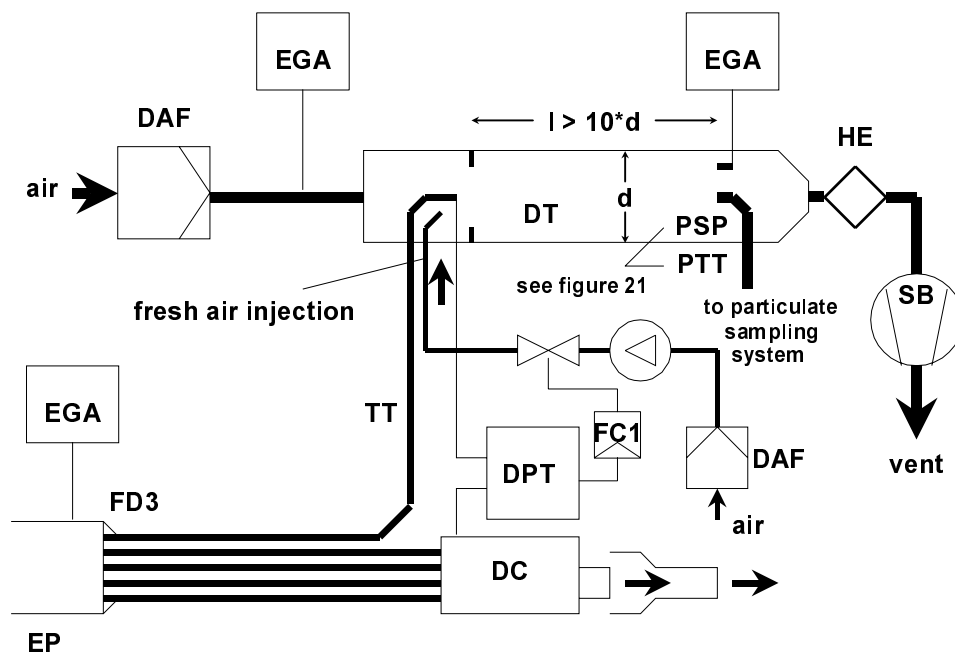 EGA
EGA
DAF
l > 10*d
HE
air
d
DT
PSP
PTT
see figure 21
fresh air injection
to particulate
sampling
system
SB
EGA
TT
FC1
DPT
DAF
vent
FD3
air
DC
EP